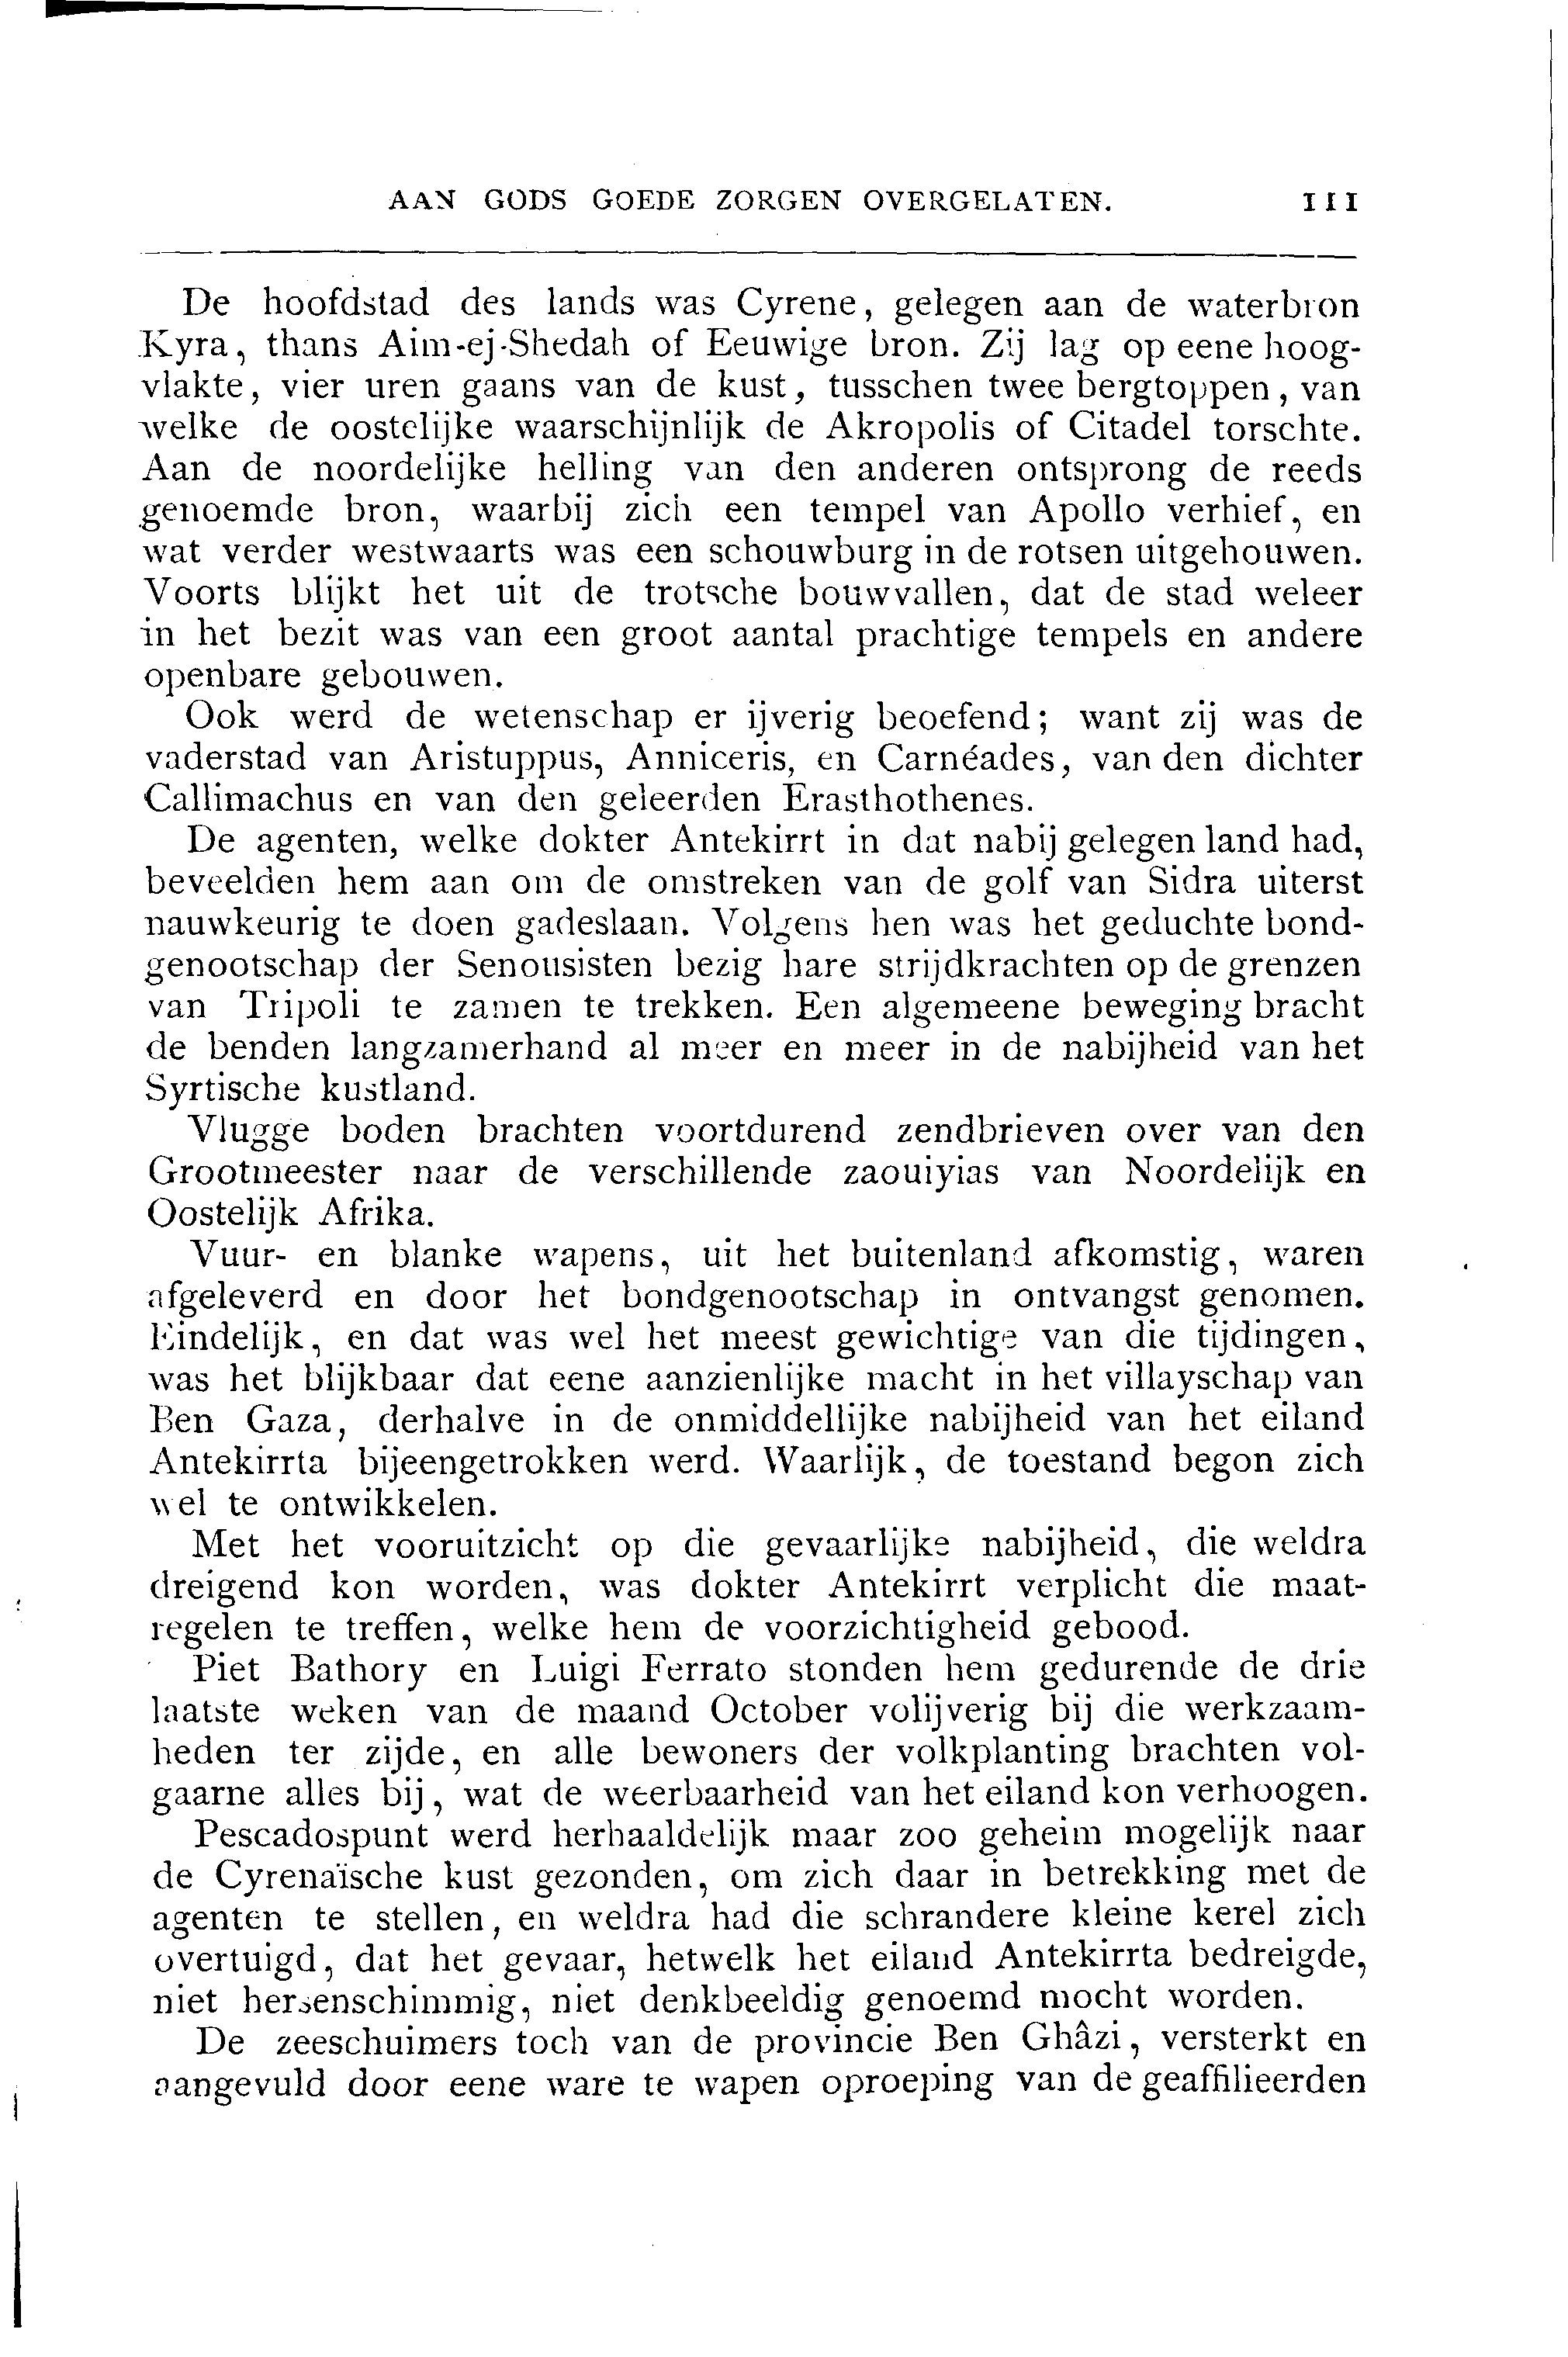 AAN GODS GOEDE ZORGEN OVERGELATEN. 111
De hoofdstad des lands was Cyrene, gelegen aan de waterbron
Kyra, thans Aim-ej-Shedah of Eeuwige bron. Zij lag op eene hoog-
vlakte, vier uren gaans van de kust, tusschen twee bergtoppen, van
welke de oostelijke waarschijnlijk de Akropolis of Citadel torschte.
Aan de noordelijke helling van den anderen ontsprong de reeds
genoemde bron, waarbij zich een tempel van Apollo verhief, en
wat verder westwaarts was een schouwburg in de rotsen uitgehouwen.
Voorts blijkt het uit de trotsche bouwvallen, dat de stad weleer
in het bezit was van een groot aantal prachtige tempels en andere
openbare gebouwen.
Ook werd de wetenschap er ijverig beoefend; want zij was de
vaderstad van Aristuppus, Anniceris, en Carnéades, van den dichter
Callimachus en van den geleerden Erasthothenes.
De agenten, welke dokter Antekirrt in dat nabij gelegen land had,
beveelden hem aan om de omstreken van de golf van Sidra uiterst
nauwkeurig te doen gadeslaan. Volgens hen was het geduchte bond-
genootschap der Senousisten bezig hare strijdkrachten op de grenzen
van Tripoli te zamen te trekken. Een algemeene beweging bracht
de benden langzamerhand al meer en meer in de nabijheid van het
Syrtische kustland.
Vlugge boden brachten voortdurend zendbrieven over van den
Grootmeester naar de verschillende zaouiyias van Noordelijk en
Oostelijk Afrika.
Vuur- en blanke wapens, uit het buitenland afkomstig, waren
afgeleverd en door het bondgenootschap in ontvangst genomen.
Eindelijk, en dat was wel het meest gewichtige van die tijdingen,
was het blijkbaar dat eene aanzienlijke macht in het villayschap van
Ben Gaza, derhalve in de onmiddellijke nabijheid van het eiland
Antekirrta bijeengetrokken werd. Waarlijk, de toestand begon zich
wel te ontwikkelen.
Met het vooruitzicht op die gevaarlijke nabijheid, die weldra
dreigend kon worden, was dokter Antekirrt verplicht die maat-
regelen te treffen, welke hem de voorzichtigheid gebood.
Piet Bathory en Luigi Ferrato stonden hem gedurende de drie
laatste weken van de maand October volijverig bij die werkzaam-
heden ter zijde, en alle bewoners der volkplanting brachten vol-
gaarne alles bij, wat de weerbaarheid van het eiland kon verhoogen.
Pescadospunt werd herhaaldelijk maar zoo geheim mogelijk naar
de Cyrenaïsche kust gezonden, om zich daar in betrekking met de
agenten te stellen, en weldra had die schrandere kleine kerel zich
overtuigd, dat het gevaar, hetwelk het eiland Antekirrta bedreigde,
niet hersenschimmig, niet denkbeeldig genoemd mocht worden.
De zeeschuimers toch van de provincie Ben Ghâzi, versterkt en
aangevuld door eene ware te wapen oproeping van de geaffilieerden